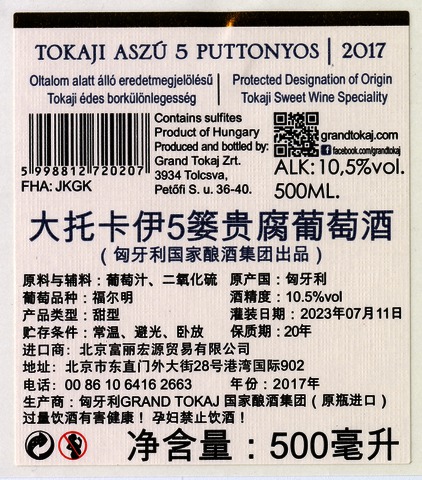 TOKAJI ASZÚ 5 PUTTONYOS | 2017
Oltalom alatt álló eredetmegjelölésű
Tokaji édes borkülönlegesség
Protected Designation of Origin
Tokaji Sweet Wine Speciality
5 998812 720207
FHA: JKGK
Contains sulfites
Product of Hungary
Produced and bottled by:
Grand Tokaj Zrt.
3934 Tolcsva,
Petőfi S. u. 36-40.
grandtokaj.com
facebook.com/grandtokaj
ALK: 10,5%vol.
500ML.
大托卡伊5篓贵腐葡萄酒
(匈牙利国家酿酒集团出品)
原料与辅料:葡萄汁、二氧化硫 原产国:匈牙利
葡萄品种:福尔明 酒精度:10.5%vol
产品类型:甜型 灌装日期:2023年07月11日
贮存条件:常温、避光、卧放 保质期:20年
进口商:北京富丽宏源贸易有限公司
地址:北京市东直门外大街28号港湾国际902
电话:00 86 10 6416 2663 年份:2017年
生产商:匈牙利GRAND TOKAJ 国家酿酒集团(原瓶进口)
过量饮酒有害健康!孕妇禁止饮酒!
净含量:500毫升